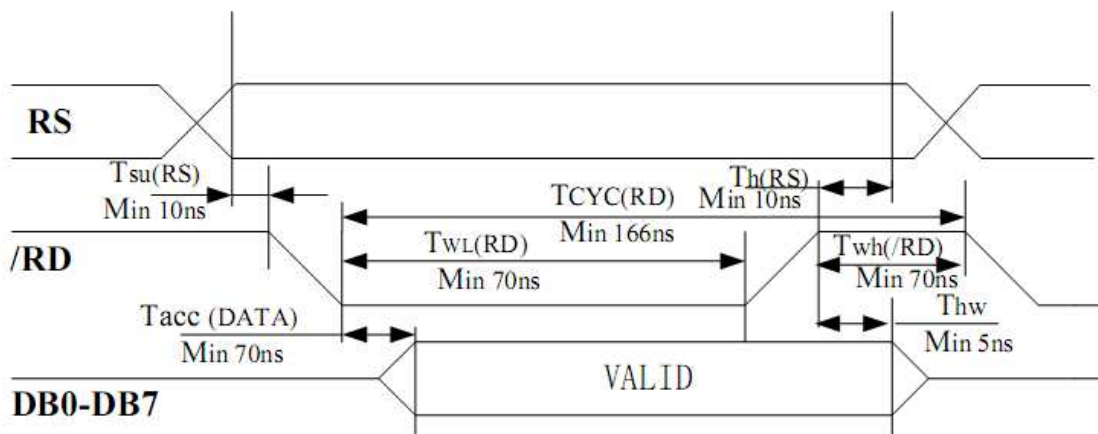 RS
Tsu(RS)
Min 10ns
Th(RS)
Min 10ns
TCYC(RD)
Min 166ns
/RD
TWL(RD)
Min 70ns
Twh(/RD)
Min 70ns
Tacc (DATA)
Min 70ns
Thw
Min 5ns
VALID
DB0-DB7